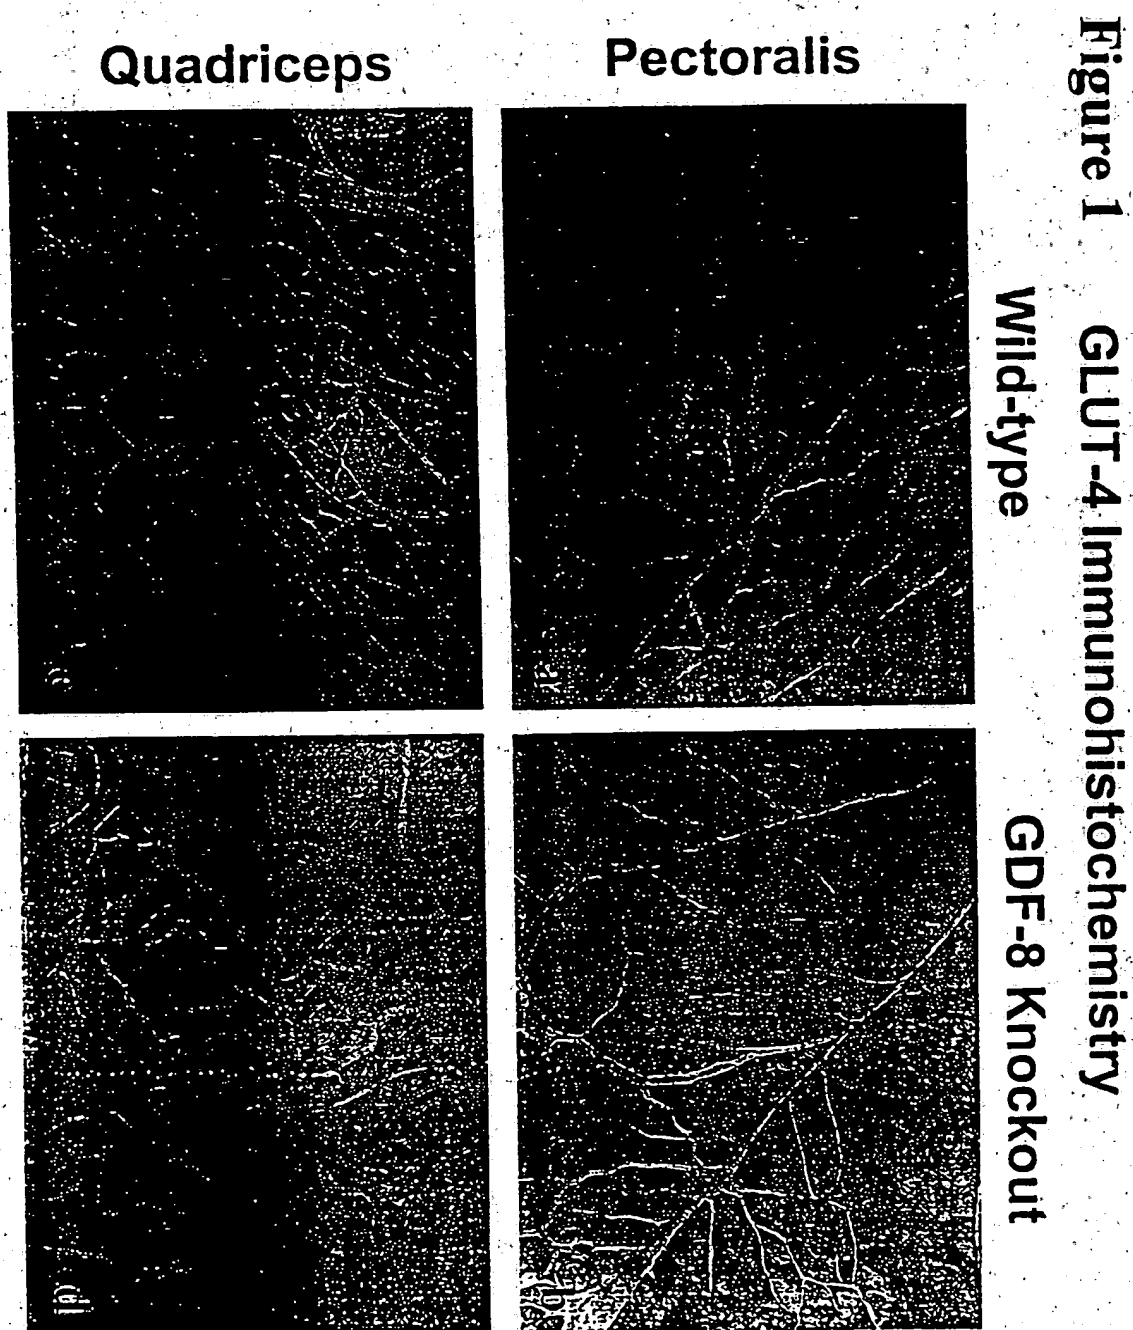 Figure 1 GLUT-4 Immunohistochemistry
Wild-type GDF-8 Knockout
Pectoralis
Quadriceps
d